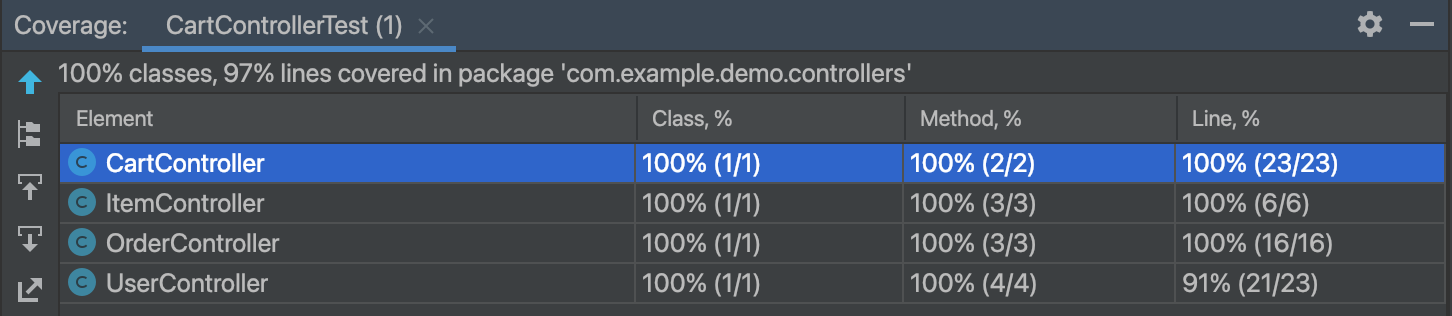 Coverage: CartControllerTest (1)
100% classes, 97% lines covered in package 'com.example.demo.controllers'
Element Class, % Method, % Line, %
C CartController 100% (1/1) 100% (2/2) 100% (23/23)
C ItemController 100% (1/1) 100% (3/3) 100% (6/6)
C OrderController 100% (1/1) 100% (3/3) 100% (16/16)
C UserController 100% (1/1) 100% (4/4) 91% (21/23)